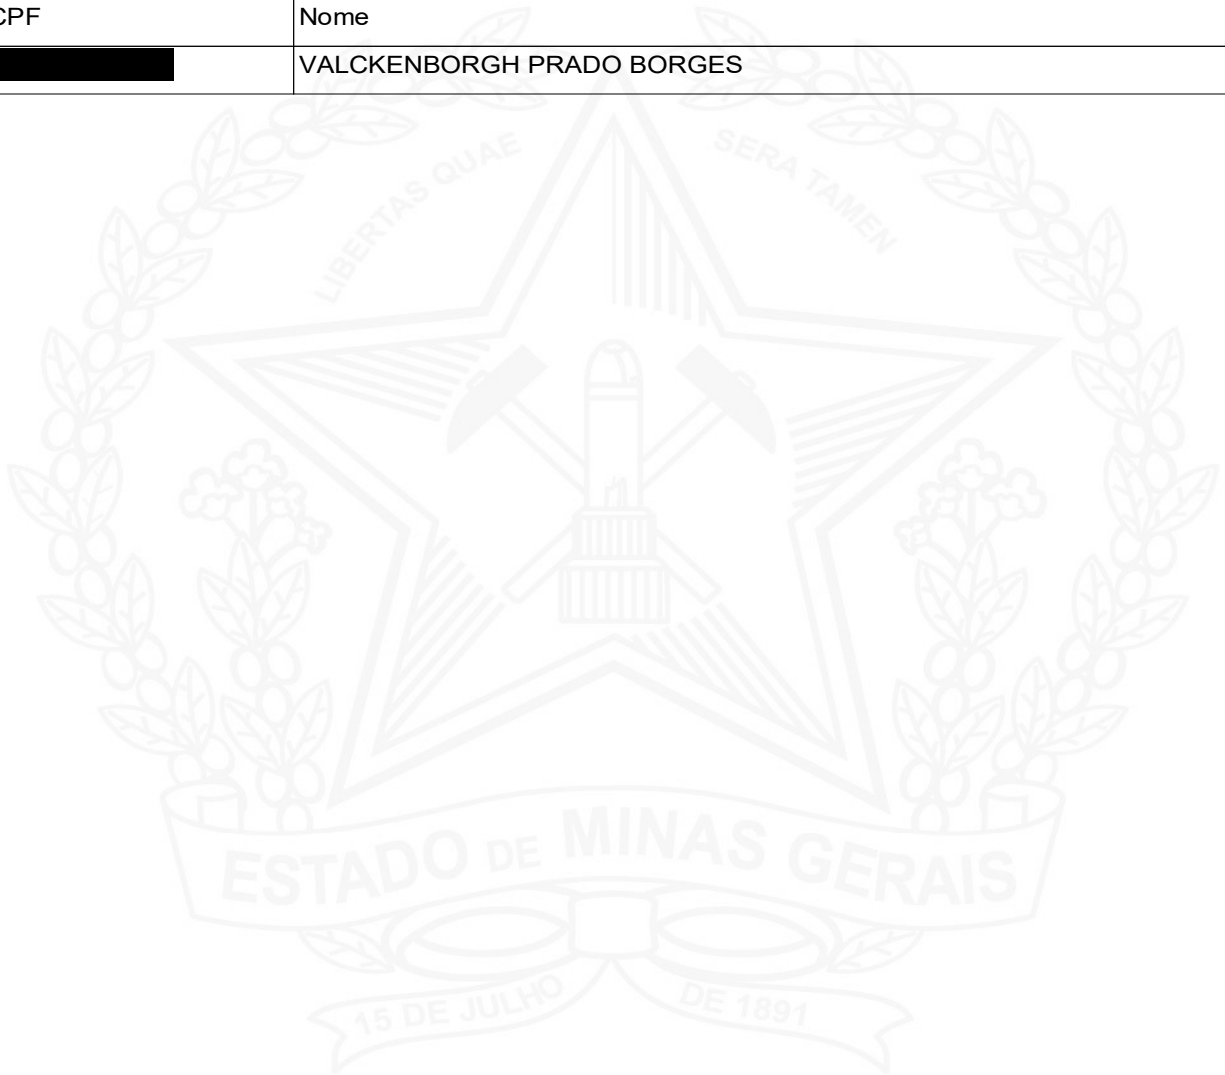 CPF Nome
VALCKENBORGH PRADO BORGES
LIBERTAS QUAE SERA TAMEN
ESTADO DE MINAS GERAIS
15 DE JULHO DE 1891